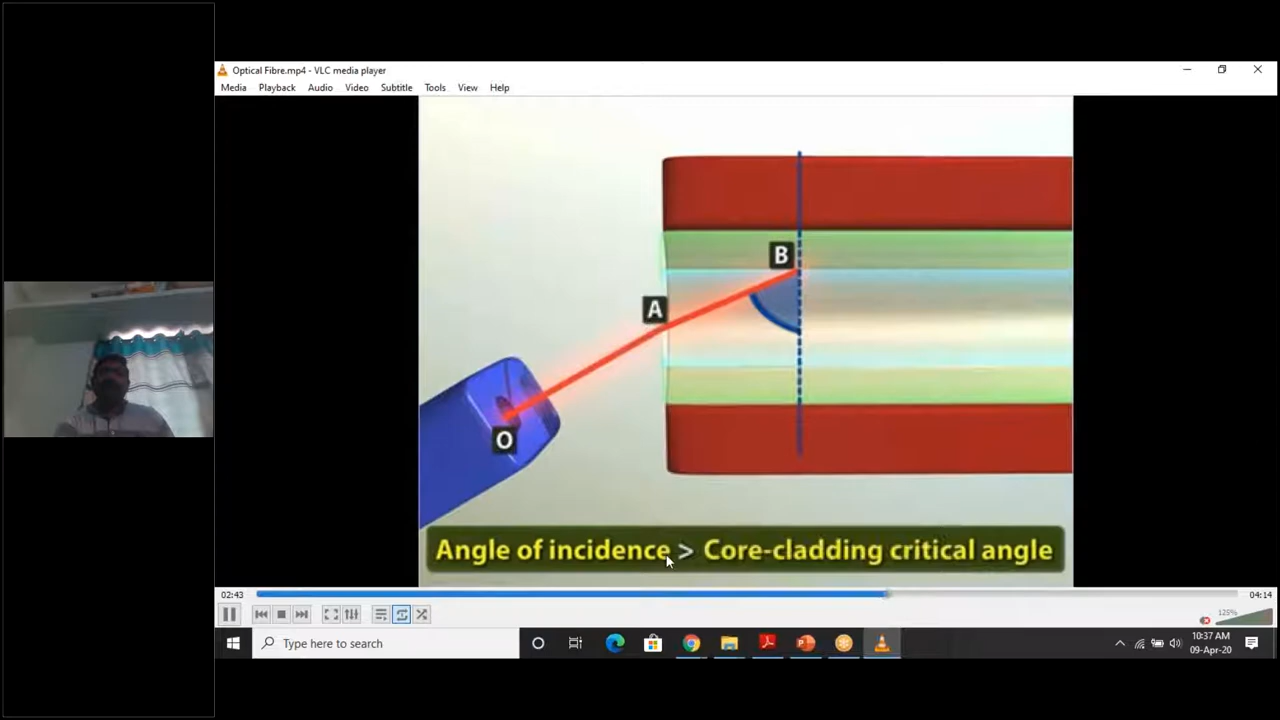 Optical Fibre.mp4 - VLC media player
Media Playback Audio Video Subtitle Tools View Help
B
A
O
Angle of incidence > Core-cladding critical angle
02:43
04:14
125%
Type here to search
10:37 AM
09-Apr-20